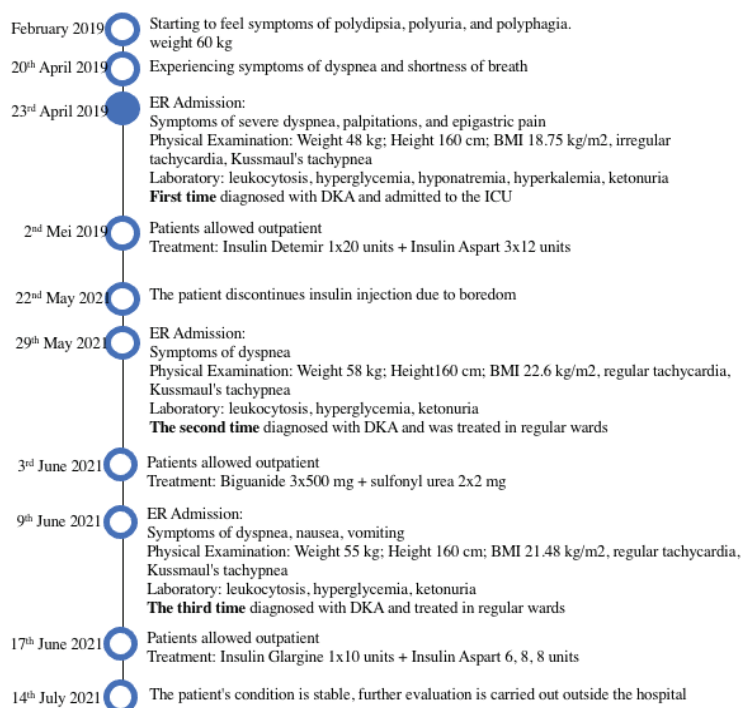 February 2019
Starting to feel symptoms of polydipsia, polyuria, and polyphagia.
weight 60 kg
20th April 2019
Experiencing symptoms of dyspnea and shortness of breath
23rd April 2019
ER Admission:
Symptoms of severe dyspnea, palpitations, and epigastric pain
Physical Examination: Weight 48 kg; Height 160 cm; BMI 18.75 kg/m2, irregular
tachycardia, Kussmaul's tachypnea
Laboratory: leukocytosis, hyperglycemia, hyponatremia, hyperkalemia, ketonuria
First time diagnosed with DKA and admitted to the ICU
2nd Mei 2019
Patients allowed outpatient
Treatment: Insulin Detemir 1x20 units + Insulin Aspart 3x12 units
22nd May 2021
The patient discontinues insulin injection due to boredom
29th May 2021
ER Admission:
Symptoms of dyspnea
Physical Examination: Weight 58 kg; Height160 cm; BMI 22.6 kg/m2, regular tachycardia,
Kussmaul's tachypnea
Laboratory: leukocytosis, hyperglycemia, ketonuria
The second time diagnosed with DKA and was treated in regular wards
3rd June 2021
Patients allowed outpatient
Treatment: Biguanide 3x500 mg + sulfonyl urea 2x2 mg
9th June 2021
ER Admission:
Symptoms of dyspnea, nausea, vomiting
Physical Examination: Weight 55 kg; Height 160 cm; BMI 21.48 kg/m2, regular tachycardia,
Kussmaul's tachypnea
Laboratory: leukocytosis, hyperglycemia, ketonuria
The third time diagnosed with DKA and treated in regular wards
17th June 2021
Patients allowed outpatient
Treatment: Insulin Glargine 1x10 units + Insulin Aspart 6, 8, 8 units
14th July 2021
The patient's condition is stable, further evaluation is carried out outside the hospital